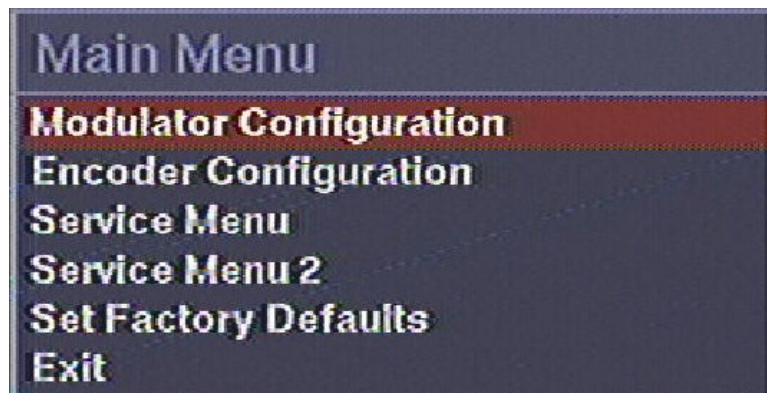 Main Menu
Modulator Configuration
Encoder Configuration
Service Menu
Service Menu 2
Set Factory Defaults
Exit